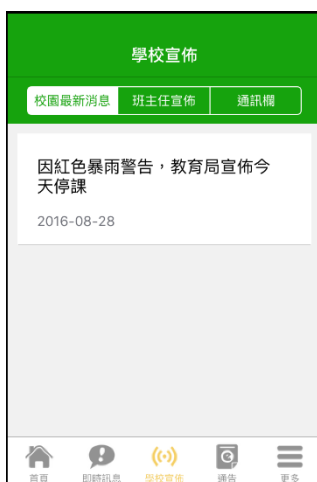 學校宣佈
校園最新消息 班主任宣佈 通訊欄
因紅色暴雨警告，教育局宣佈今
天停課
2016-08-28
首頁 即時訊息 學校宣佈 通告 更多